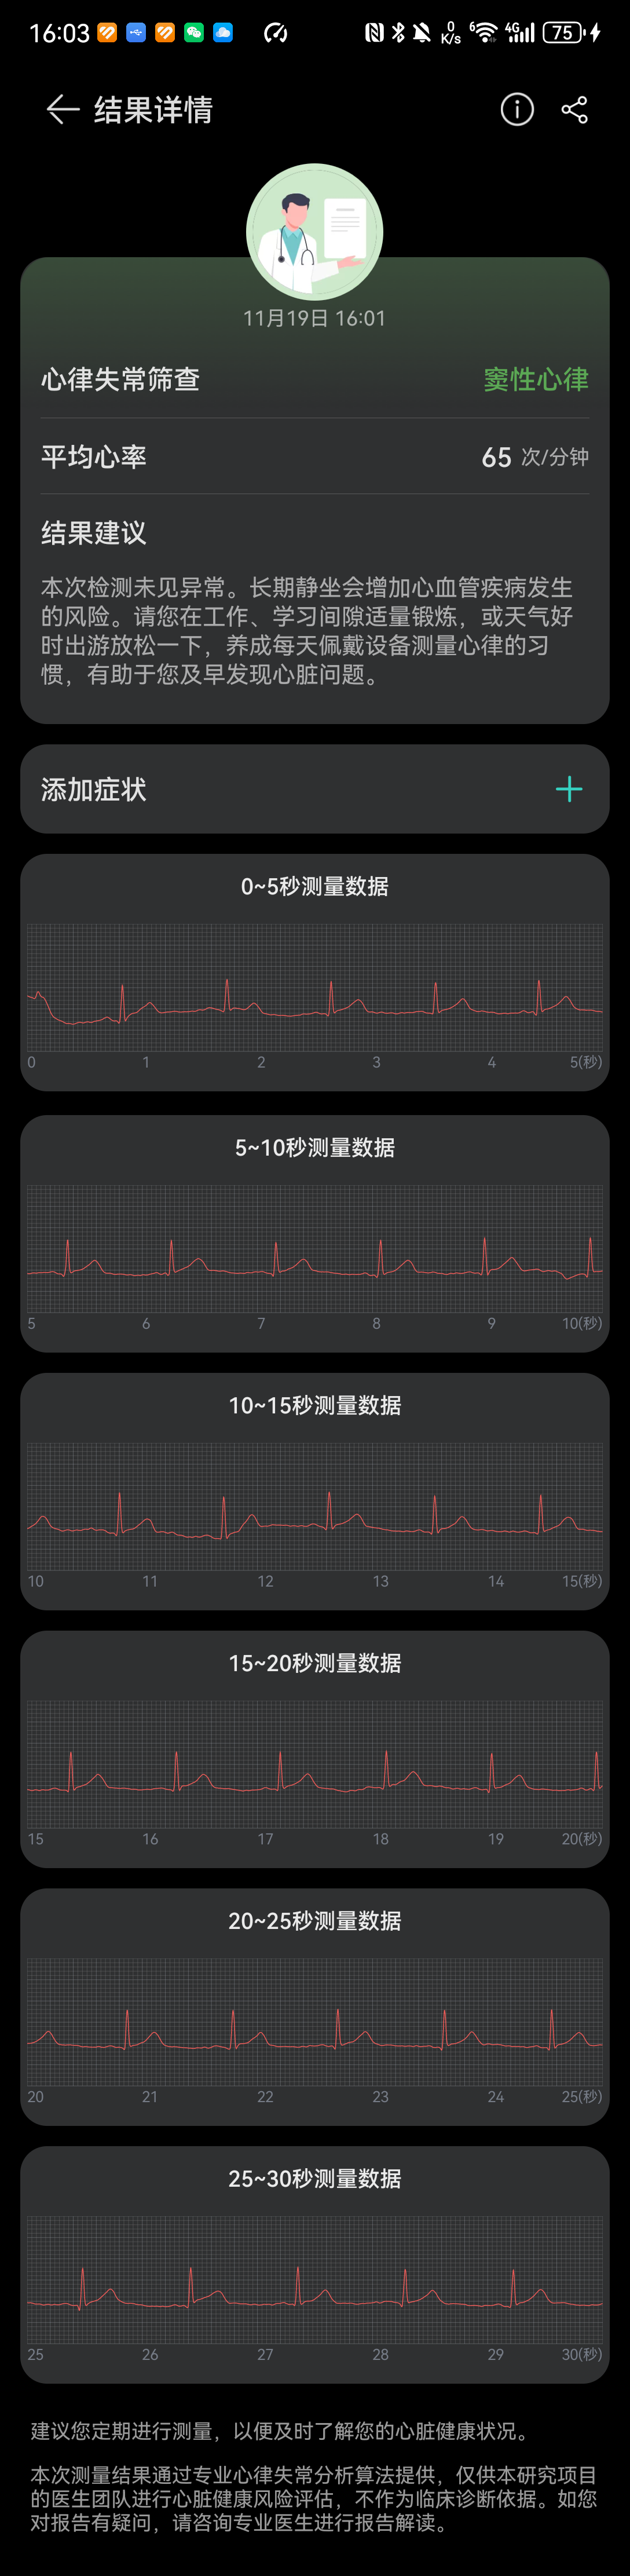 16:03
0
K/s
6
4G
75
结果详情
11月19日 16:01
心律失常筛查
窦性心律
平均心率
65 次/分钟
结果建议
本次检测未见异常。长期静坐会增加心血管疾病发生
的风险。请您在工作、学习间隙适量锻炼，或天气好
时出游放松一下，养成每天佩戴设备测量心律的习
惯，有助于您及早发现心脏问题。
添加症状
0~5秒测量数据
0 1 2 3 4 5(秒)
5~10秒测量数据
5 6 7 8 9 10(秒)
10~15秒测量数据
10 11 12 13 14 15(秒)
15~20秒测量数据
15 16 17 18 19 20(秒)
20~25秒测量数据
20 21 22 23 24 25(秒)
25~30秒测量数据
25 26 27 28 29 30(秒)
建议您定期进行测量，以便及时了解您的心脏健康状况。
本次测量结果通过专业心律失常分析算法提供，仅供本研究项目
的医生团队进行心脏健康风险评估，不作为临床诊断依据。如您
对报告有疑问，请咨询专业医生进行报告解读。